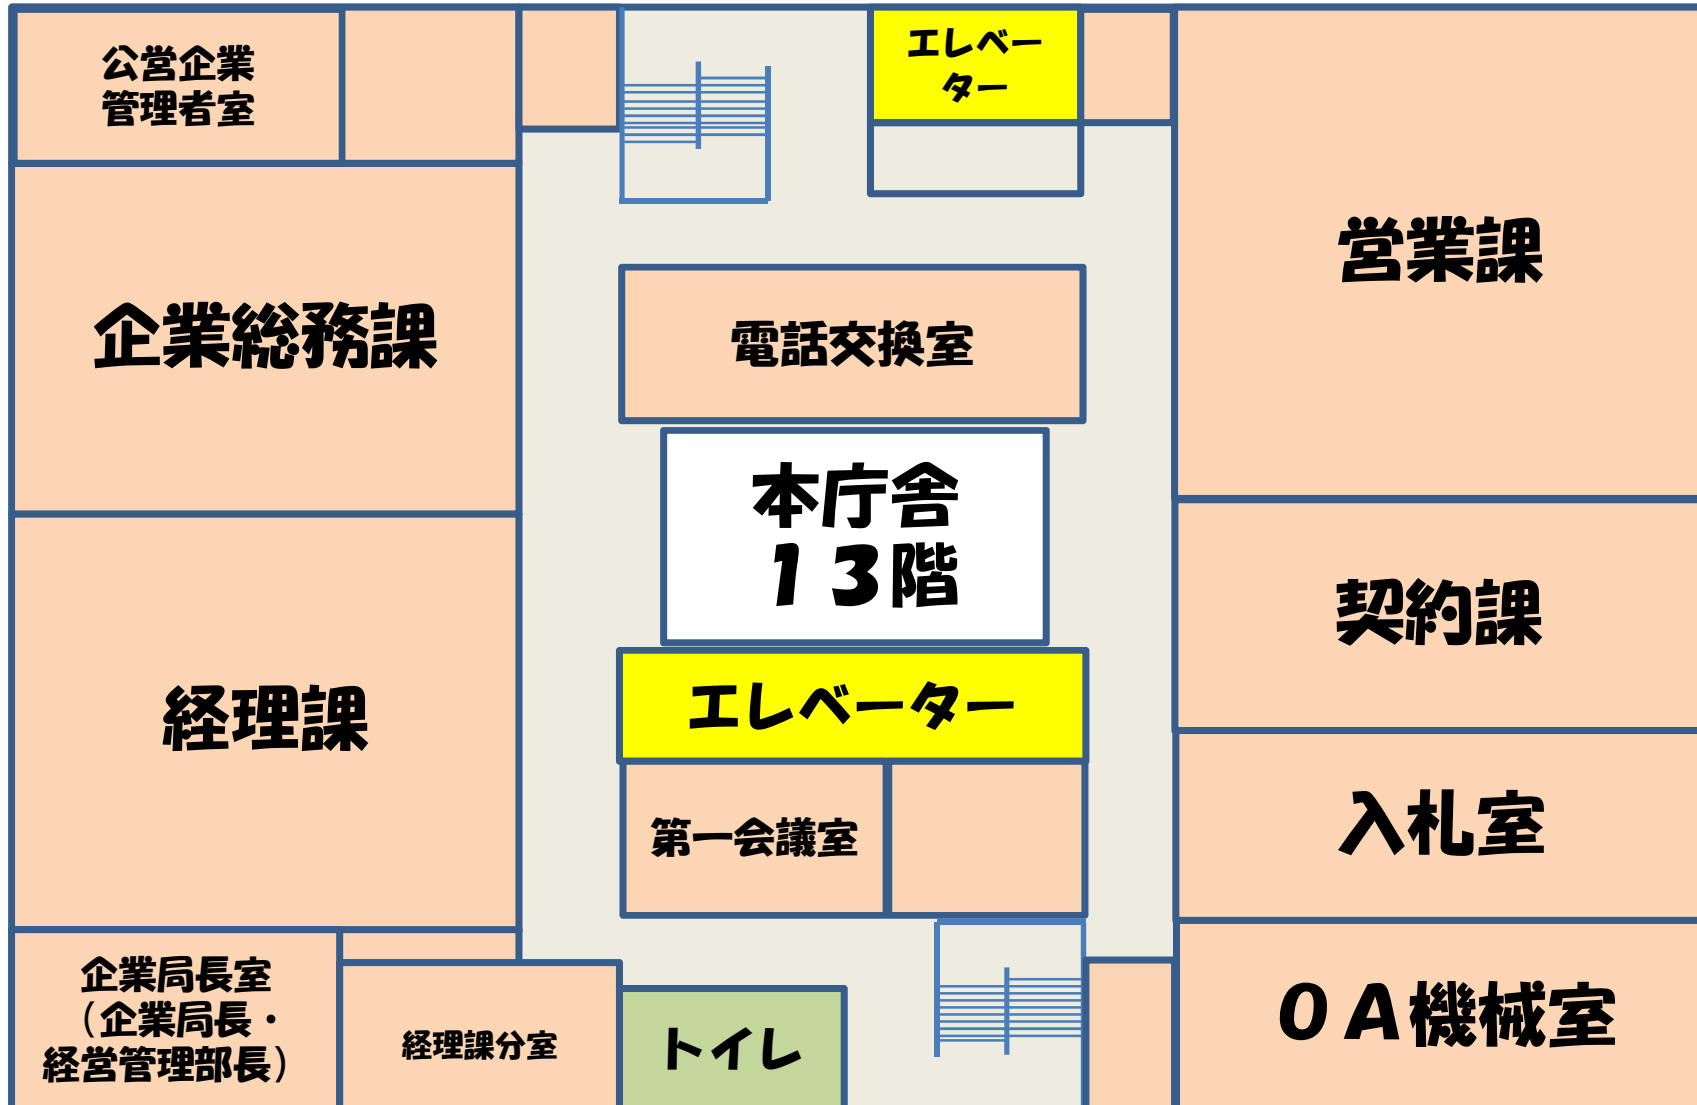 公営企業
管理者室
エレベー
ター
営業課
企業総務課
電話交換室
本庁舎
１３階
契約課
経理課
エレベーター
第一会議室
入札室
企業局長室
（企業局長・
経営管理部長）
経理課分室
トイレ
ＯＡ機械室